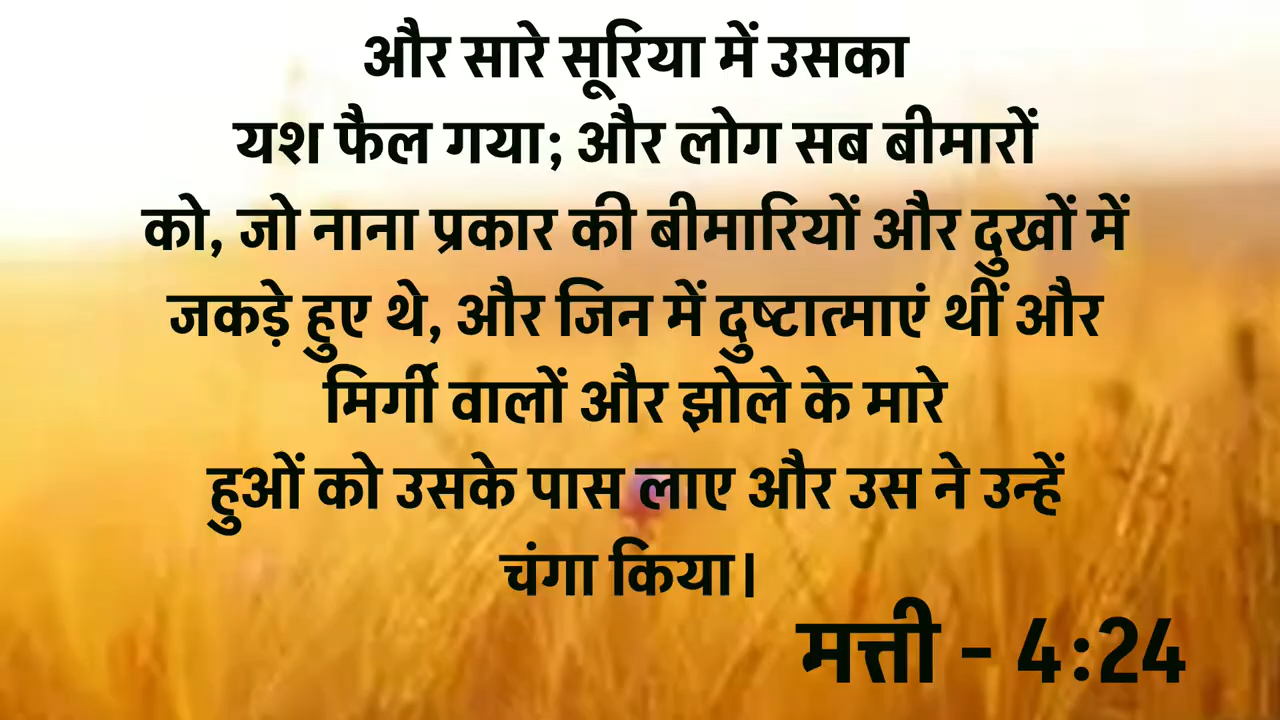 और सारे सूरिया में उसका
यश फैल गया; और लोग सब बीमारों
को, जो नाना प्रकार की बीमारियों और दुखों में
जकड़े हुए थे, और जिन में दुष्टात्माएं थीं और
मिर्गी वालों और झोले के मारे
हुओं को उसके पास लाए और उस ने उन्हें
चंगा किया।
मत्ती - 4:24